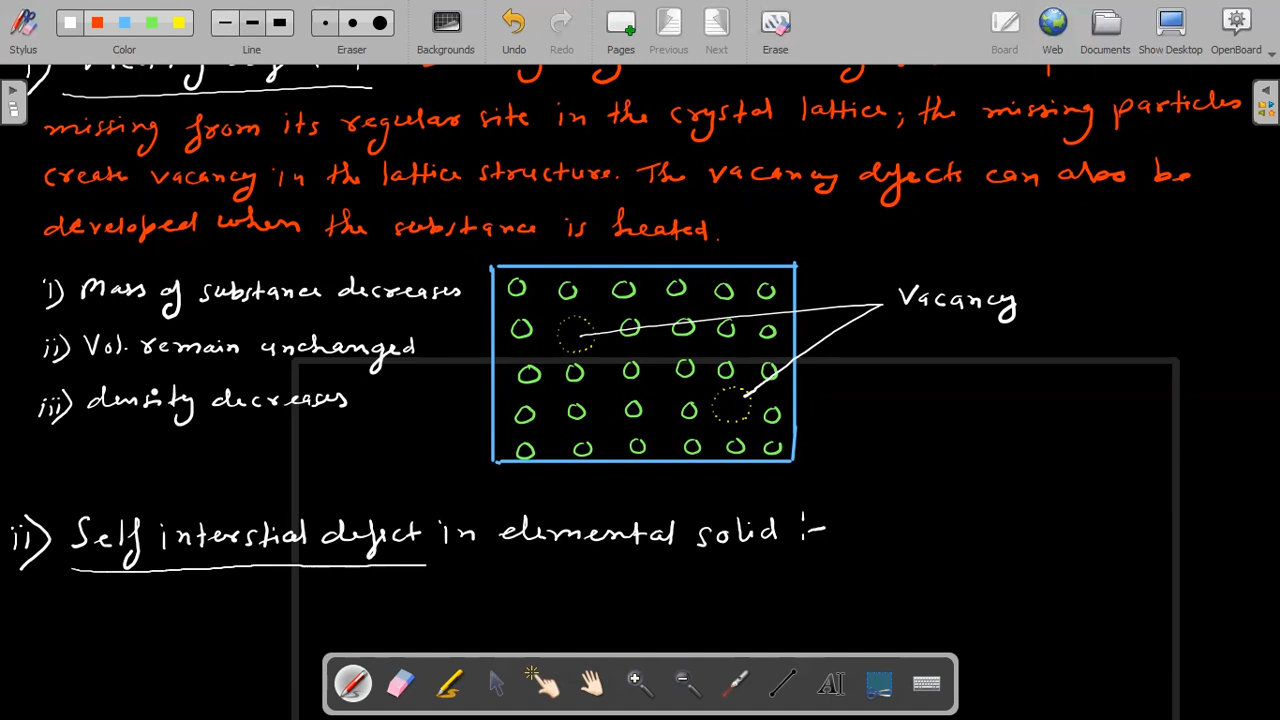 Stylus Color Line Eraser Backgrounds Undo Redo Pages Previous Next Erase Board Web Documents Show Desktop OpenBoard
missing from its regular site in the crystal lattice; the missing particles
create vacancy in the lattice structure. The vacancy defects can also be
developed when the substance is heated.
i) Mass of substance decreases
ii) Vol. remain unchanged
iii) density decreases
Vacancy
ii) Self interstial defect in elemental solid :-